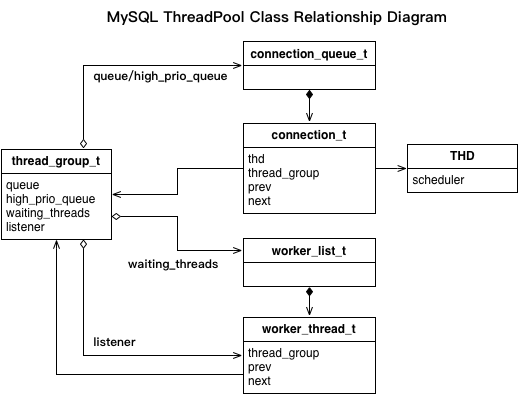 MySQL ThreadPool Class Relationship Diagram
connection_queue_t
queue/high_prio_queue
connection_t
thd
thread_group
prev
next
THD
scheduler
thread_group_t
queue
high_prio_queue
waiting_threads
listener
waiting_threads
worker_list_t
listener
worker_thread_t
thread_group
prev
next